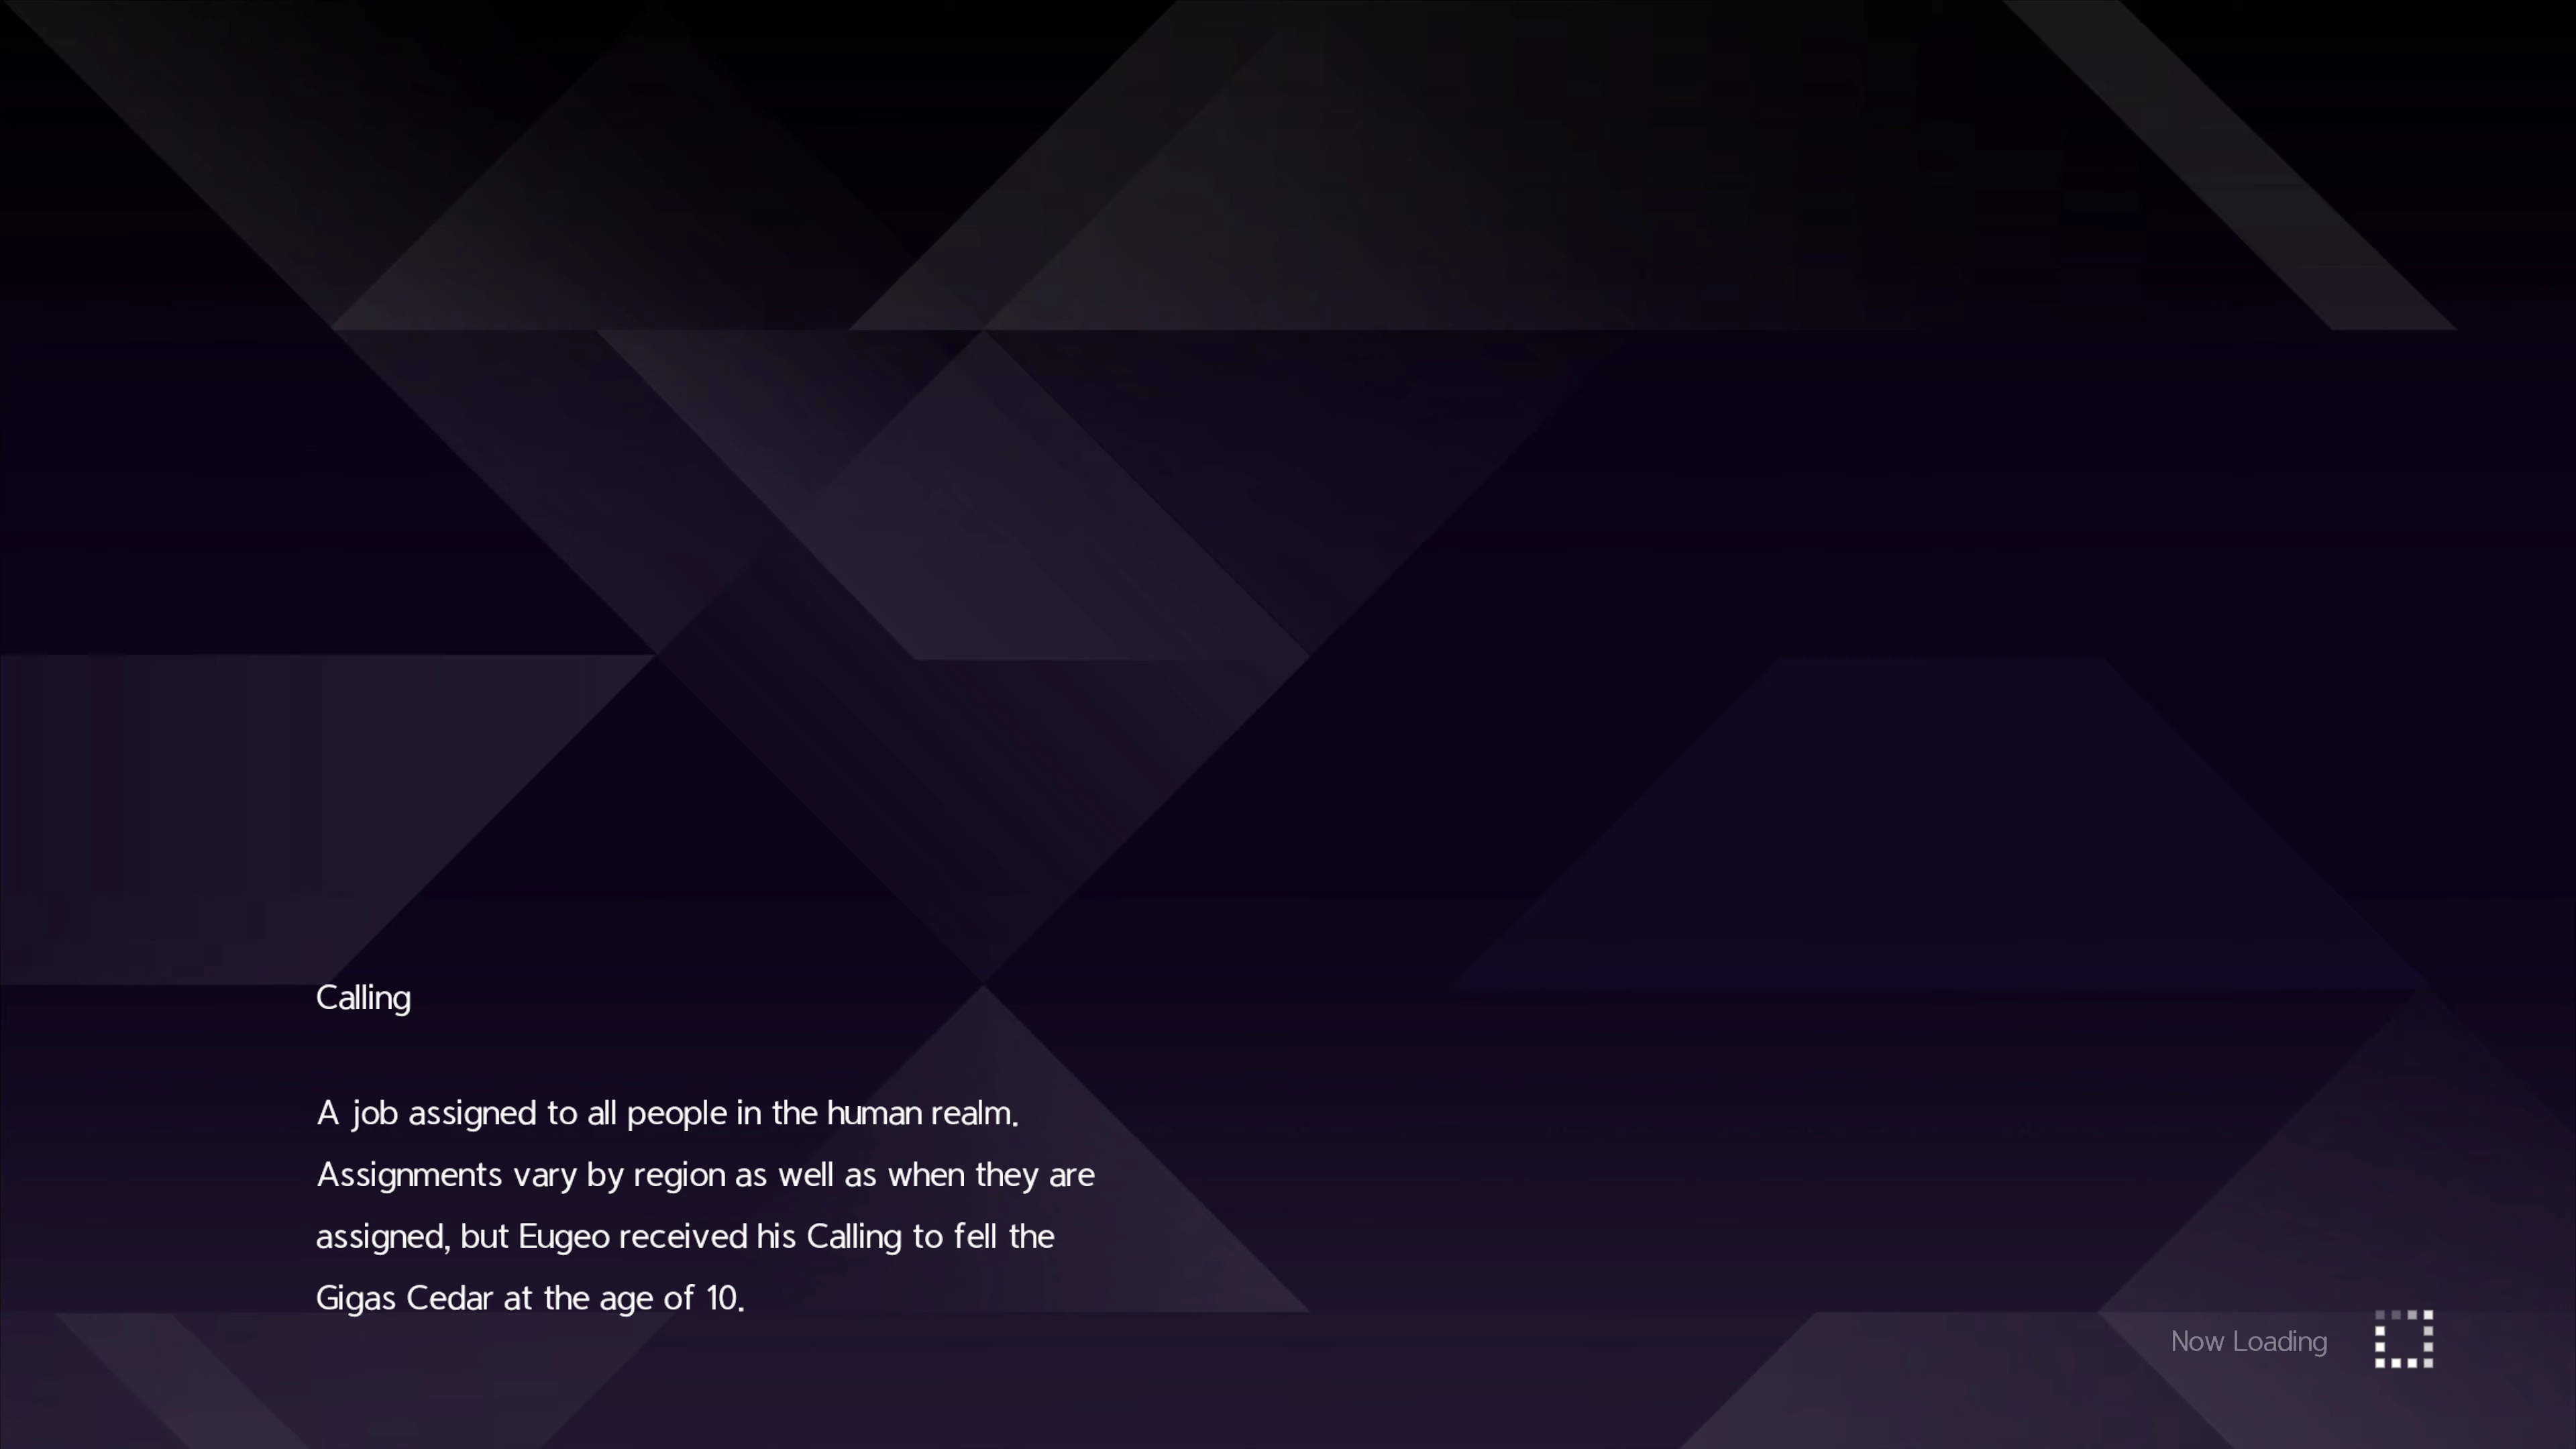 Calling
A job assigned to all people in the human realm.
Assignments vary by region as well as when they are
assigned, but Eugeo received his Calling to fell the
Gigas Cedar at the age of 10.
Now Loading